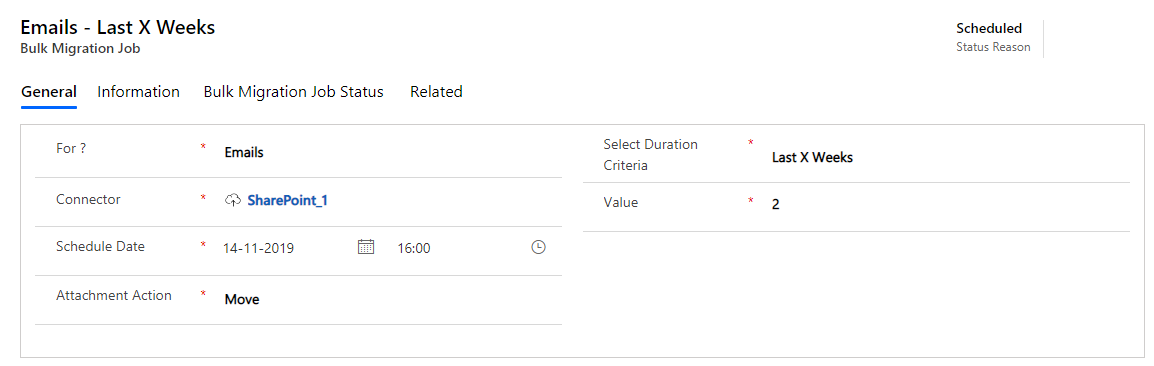 Emails - Last X Weeks
Bulk Migration Job
Scheduled
Status Reason
General Information Bulk Migration Job Status Related
For ? * Emails
Connector * SharePoint_1
Schedule Date * 14-11-2019 16:00
Attachment Action * Move
Select Duration * Last X Weeks
Criteria
Value * 2